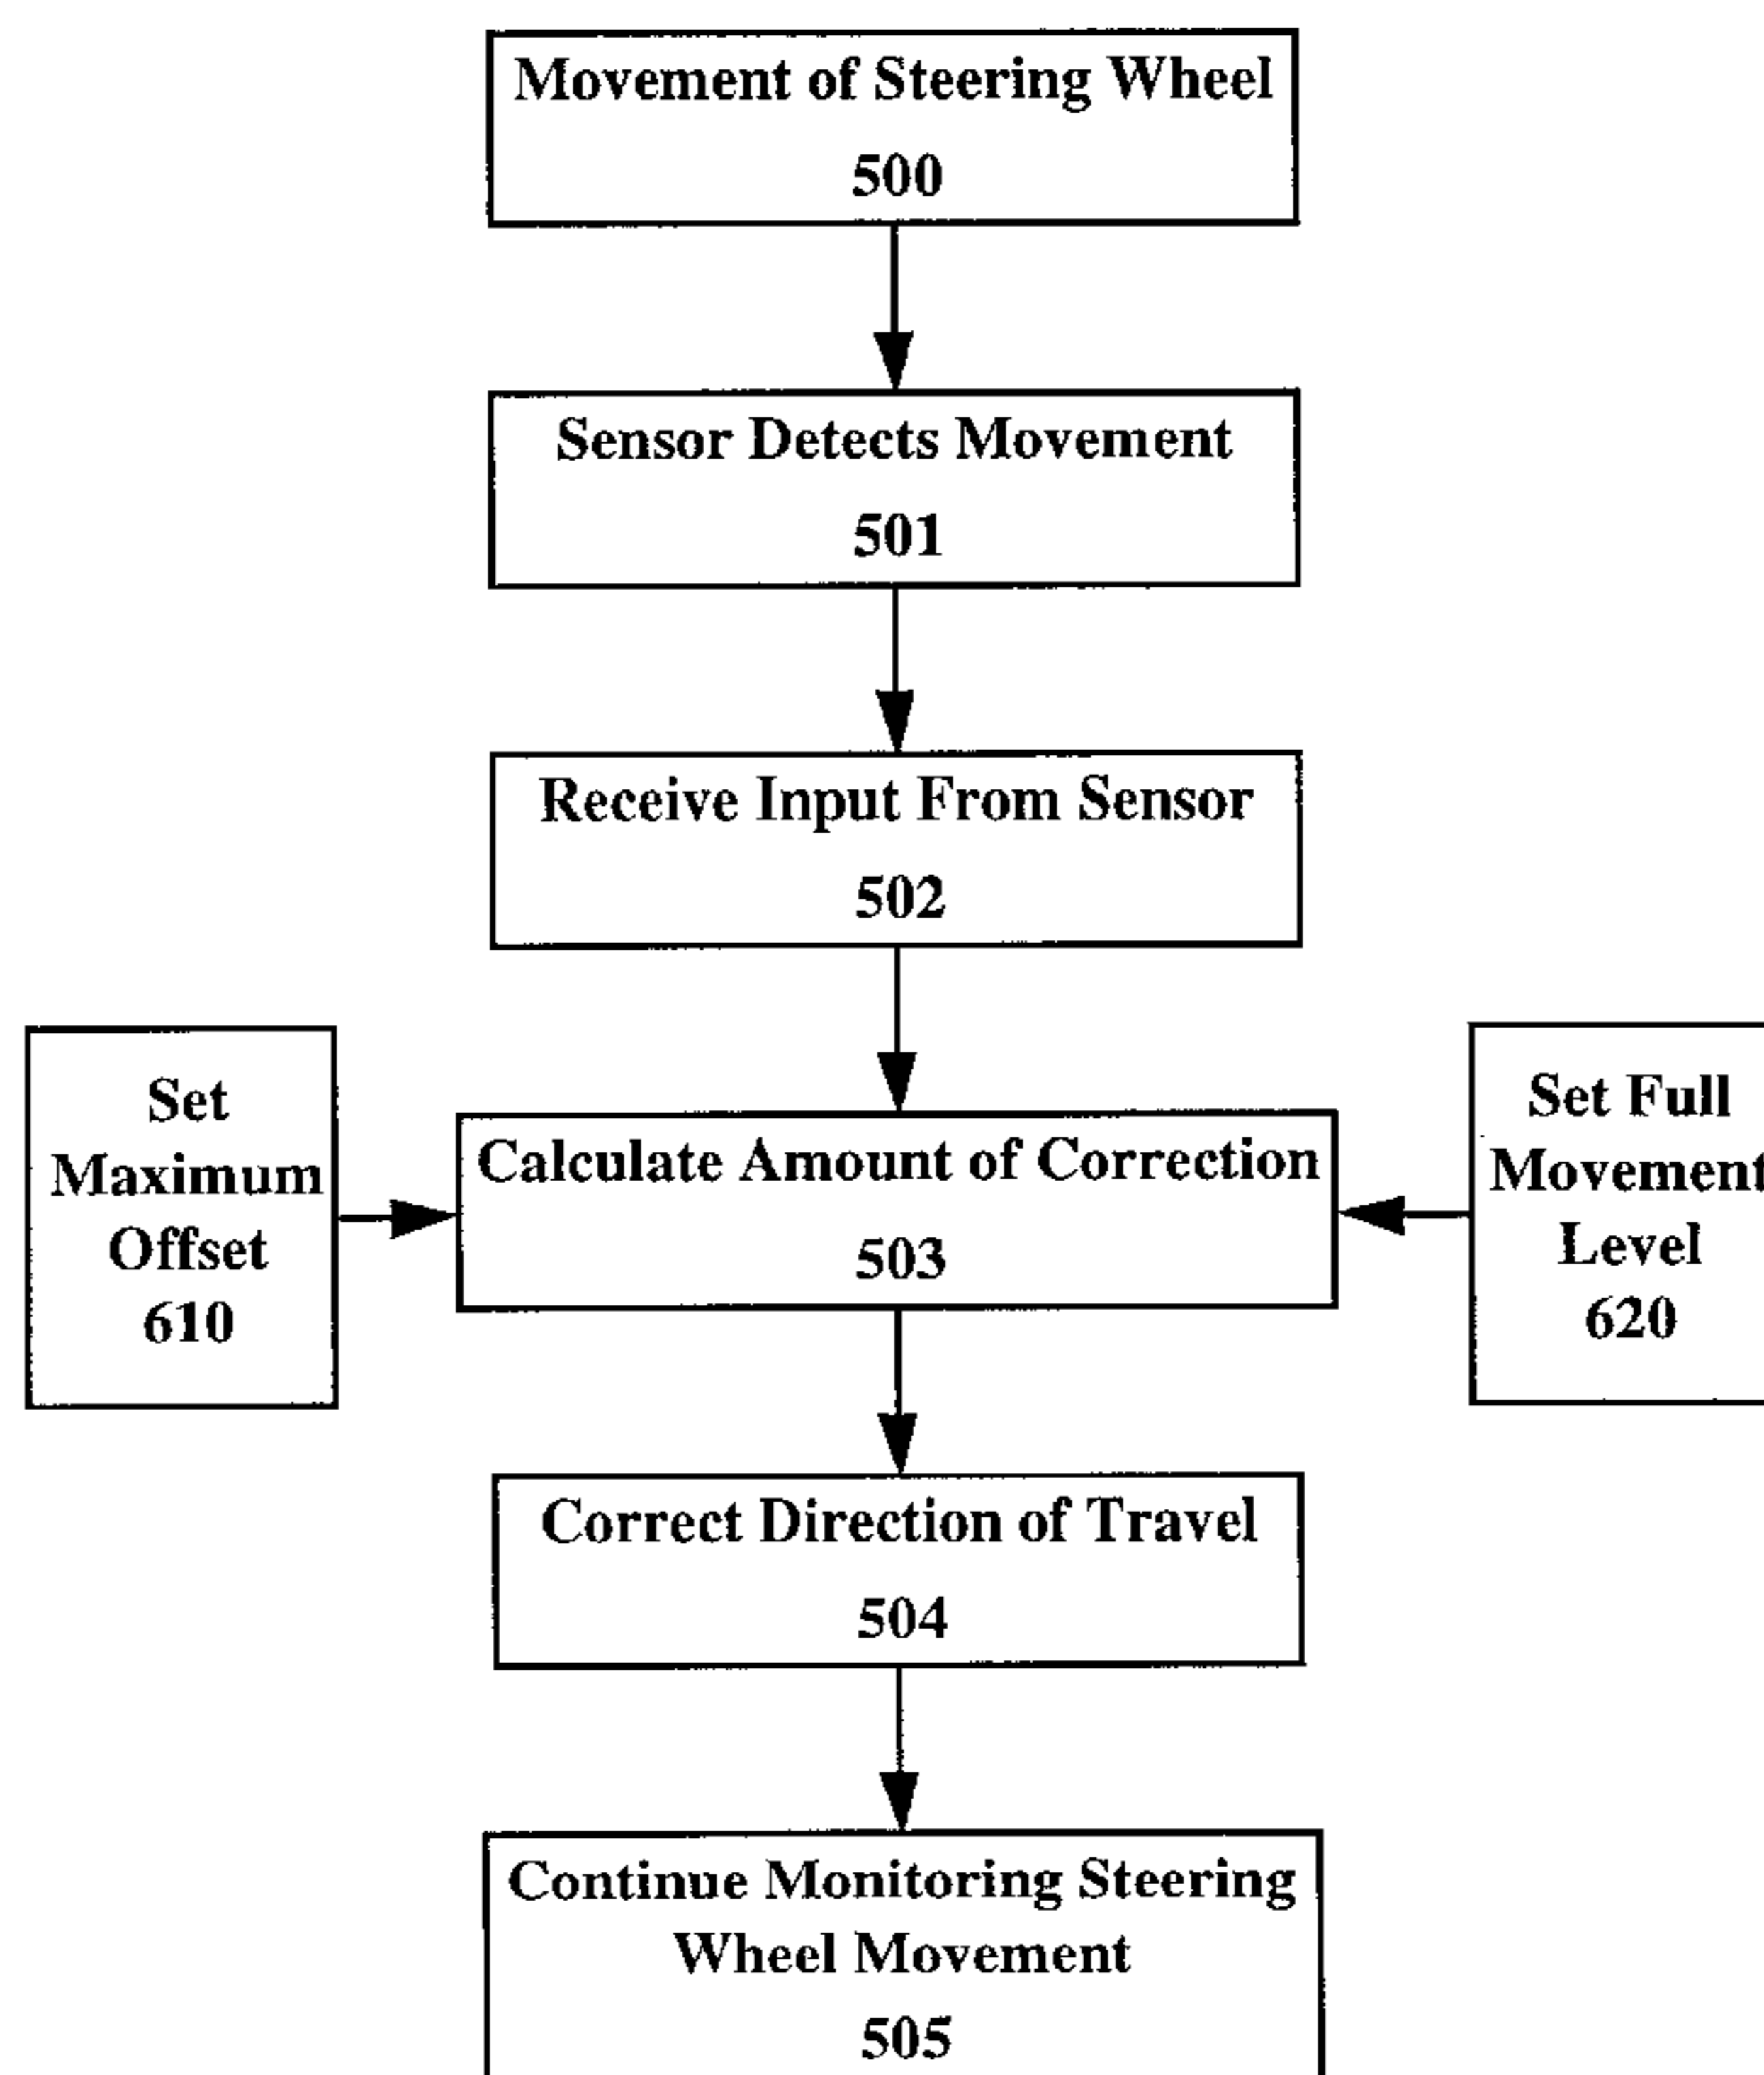 Movement of Steering Wheel
500
Sensor Detects Movement
501
Receive Input From Sensor
502
Set
Maximum
Offset
610
Calculate Amount of Correction
503
Set Full
Movement
Level
620
Correct Direction of Travel
504
Continue Monitoring Steering
Wheel Movement
505